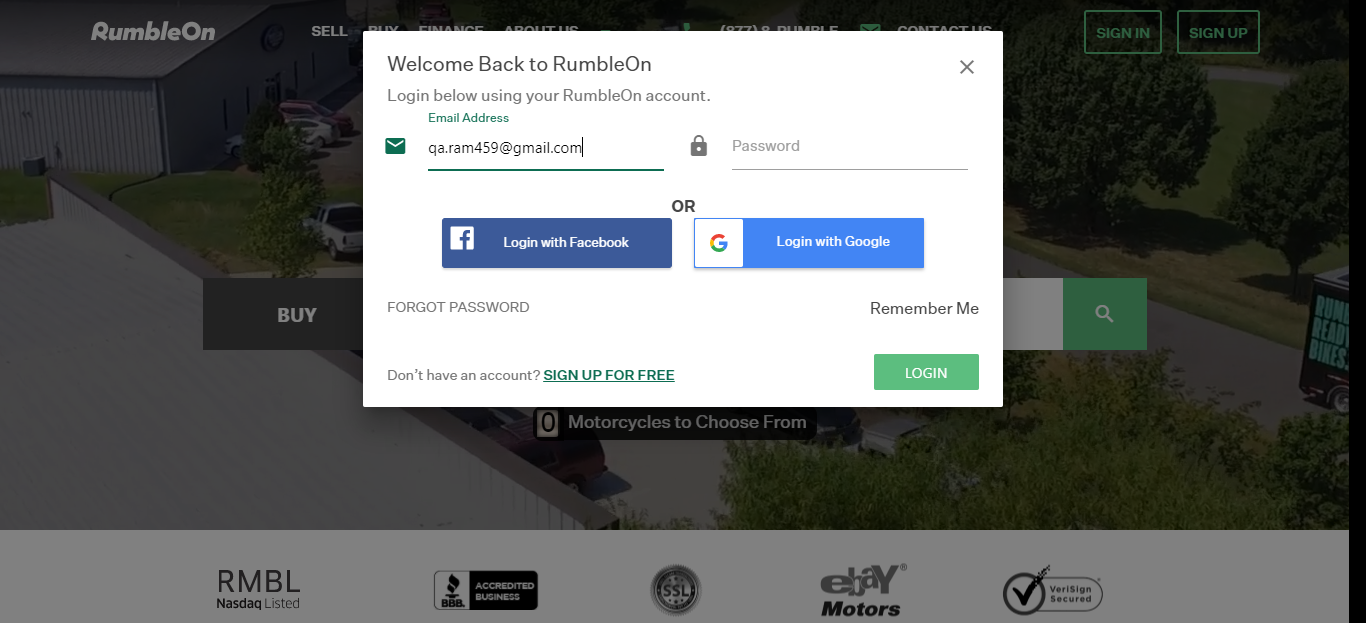 RumbleOn
SELL BUY FINANCE ABOUT US (877) 8-RUMBLE CONTACT US SIGN IN SIGN UP
Welcome Back to RumbleOn
Login below using your RumbleOn account.
Email Address
qa.ram459@gmail.com Password
OR
Login with Facebook Login with Google
BUY
FORGOT PASSWORD Remember Me
Don't have an account? SIGN UP FOR FREE LOGIN
READY
BIKES
0 Motorcycles to Choose From
RMBL
Nasdaq Listed
BBB. ACCREDITED
BUSINESS
SSL
ebay®
Motors
VeriSign
Secured